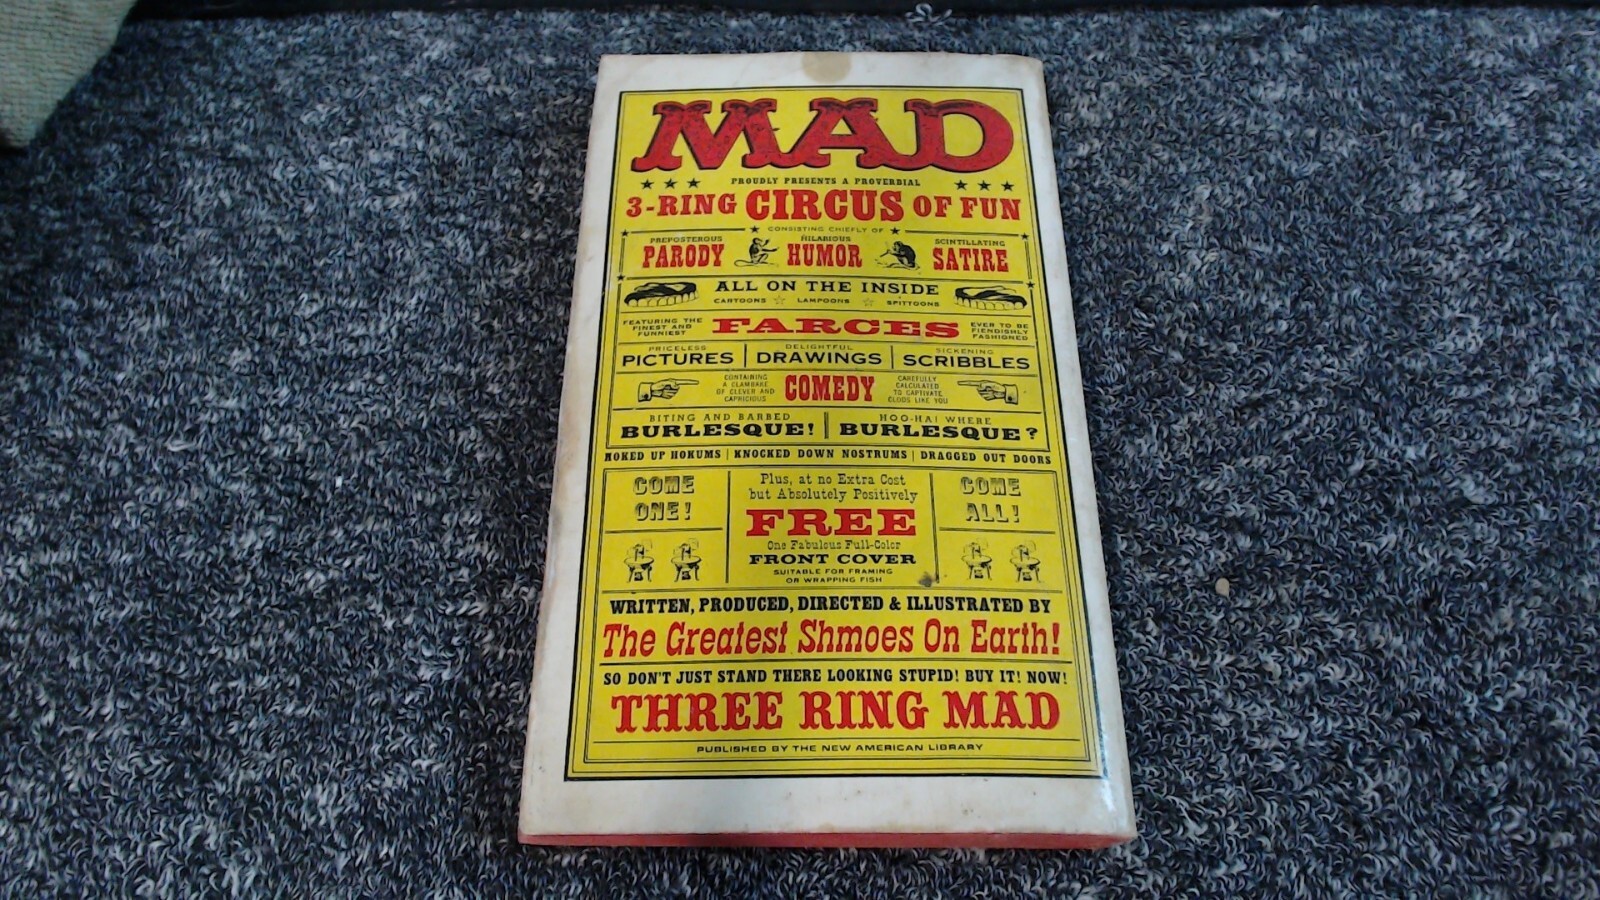 MAD
PROUDLY PRESENTS A PROVERBIAL
3-RING CIRCUS OF FUN
CONSISTING CHIEFLY OF
PREPOSTEROUS PARODY
HILARIOUS HUMOR
SCINTILLATING SATIRE
ALL ON THE INSIDE
CARTOONS ☆ LAMPOONS ☆ SPITTOONS
FEATURING THE
FINEST AND
FUNNIEST
FARCES
EVER TO BE
FIENDISHLY
FASHIONED
PRICELESS PICTURES
DELIGHTFUL DRAWINGS
SICKENING SCRIBBLES
CONTAINING
A CLAMBAKE
OF CLEVER AND
CAPRICIOUS
COMEDY
CAREFULLY
CALCULATED
TO CAPTIVATE
CLODS LIKE YOU
BITING AND BARBED
BURLESQUE!
HOO-HA! WHERE
BURLESQUE?
HOKED UP HOKUMS | KNOCKED DOWN NOSTRUMS | DRAGGED OUT DOORS
COME
ONE!
Plus, at no Extra Cost
but Absolutely Positively
FREE
One Fabulous Full-Color
FRONT COVER
SUITABLE FOR FRAMING
OR WRAPPING FISH
COME
ALL!
WRITTEN, PRODUCED, DIRECTED & ILLUSTRATED BY
The Greatest Shmoes On Earth!
SO DON'T JUST STAND THERE LOOKING STUPID! BUY IT! NOW!
THREE RING MAD
PUBLISHED BY THE NEW AMERICAN LIBRARY